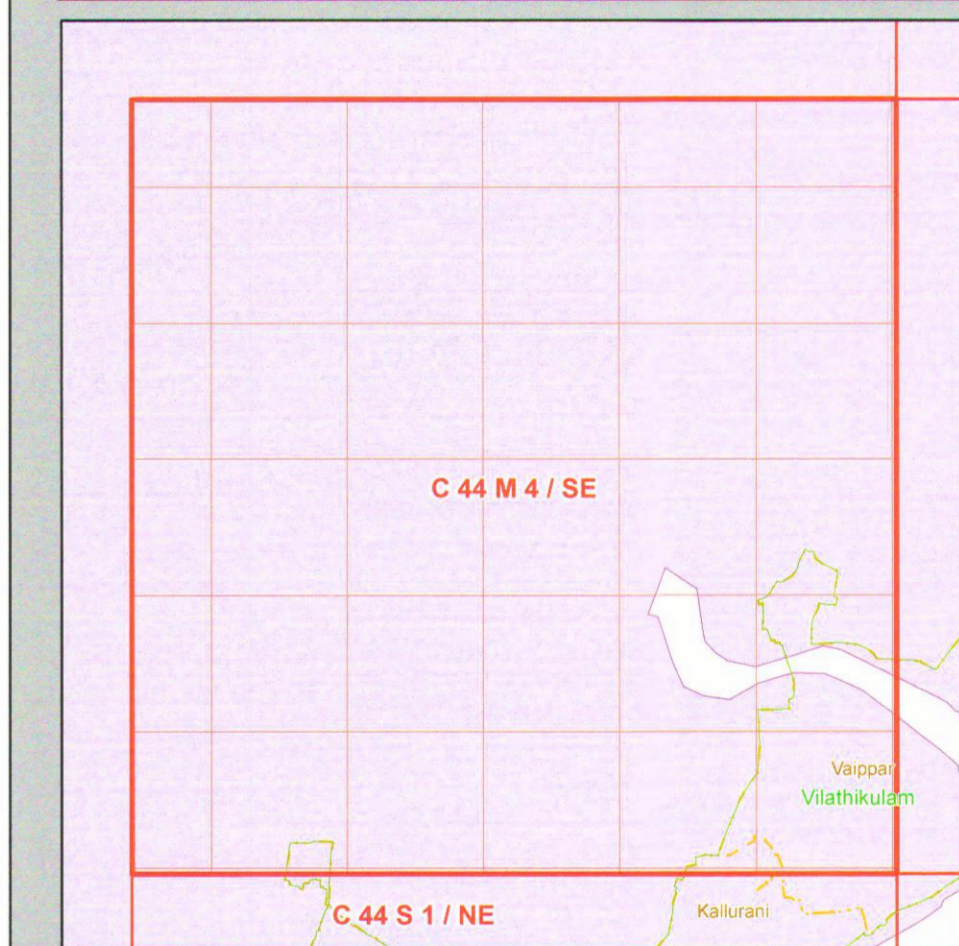 C 44 M 4 / SE
Vaippar
Vilathikulam
Kallurani
C 44 S 1 / NE